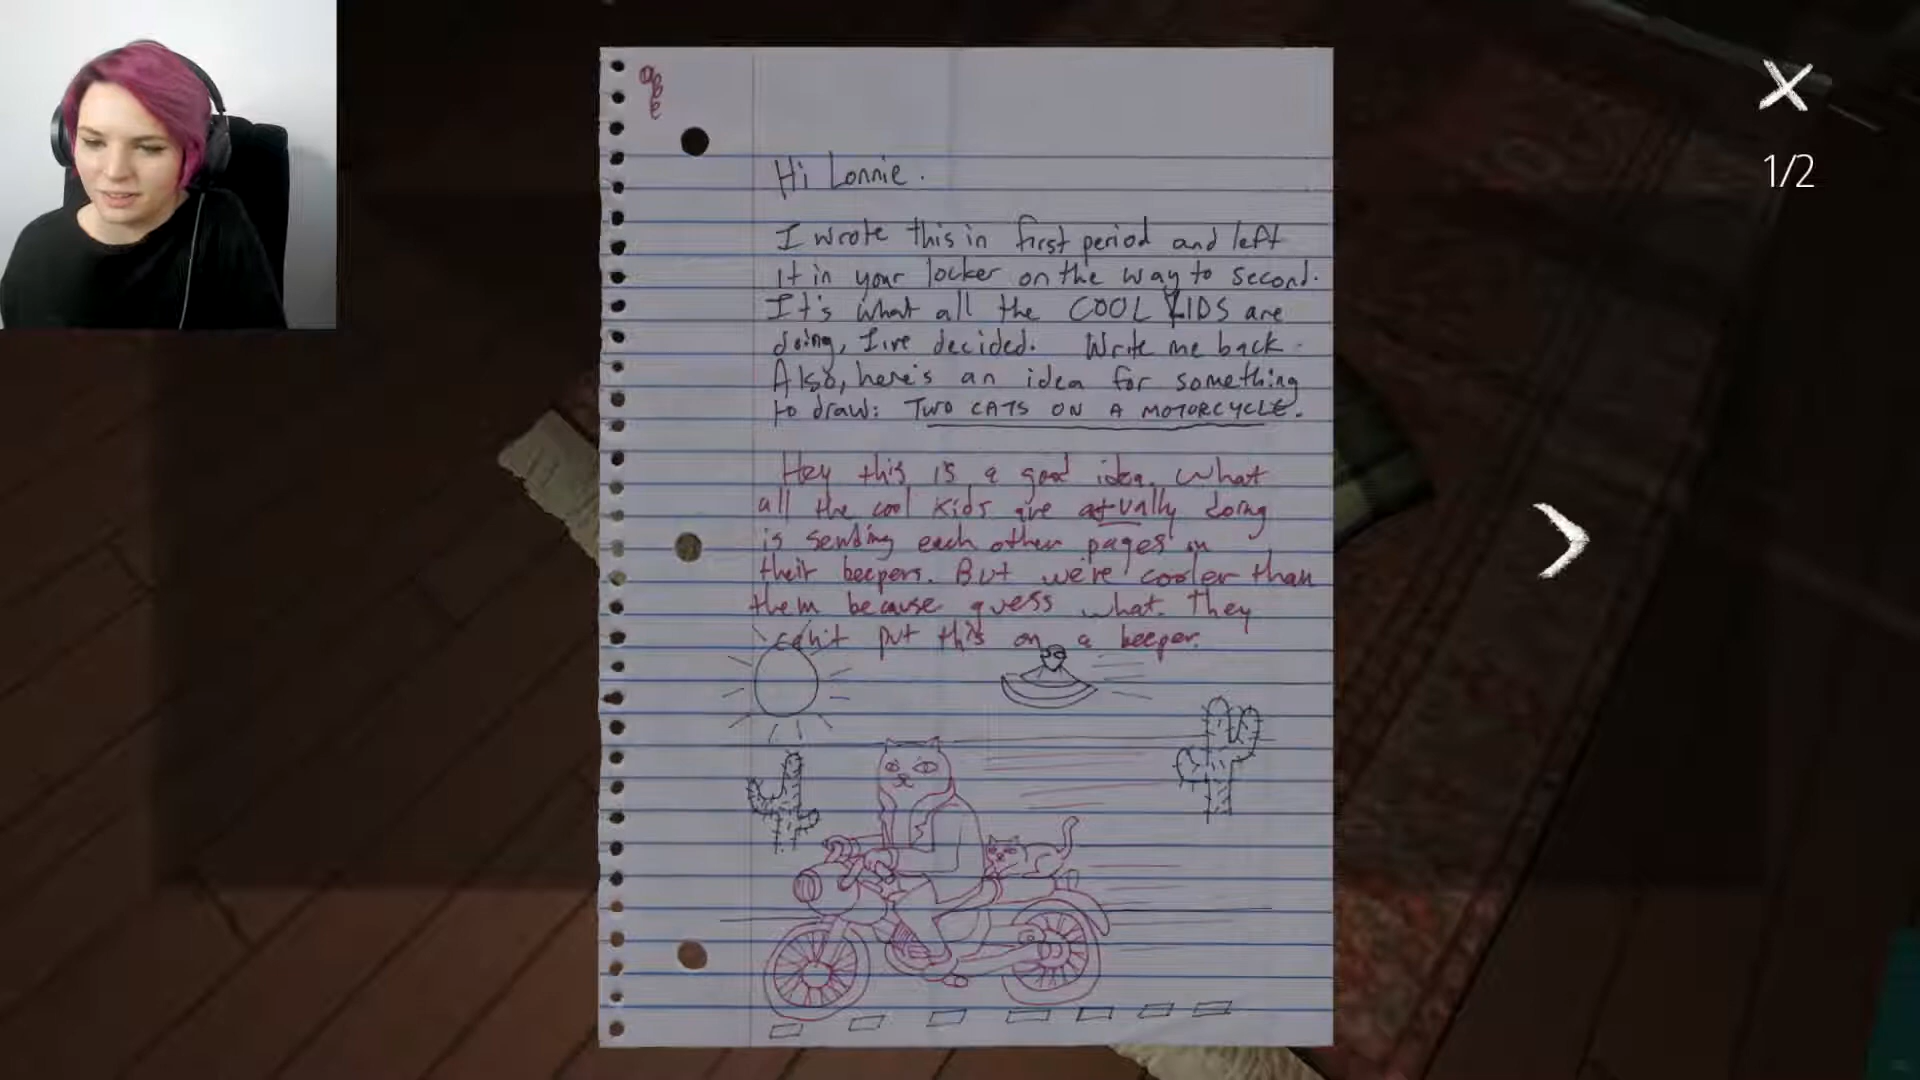 Hi Lonnie.
I wrote this in first period and left
it in your locker on the way to second.
It's what all the COOL KIDS are
doing, I've decided. Write me back.
Also, here's an idea for something
to draw: TWO CATS ON A MOTORCYCLE.
Hey this is a good idea. What
all the cool kids are actually doing
is sending each other pages on
their beepers. But we're cooler than
them because guess what. They
can't put this on a beeper.
1/2